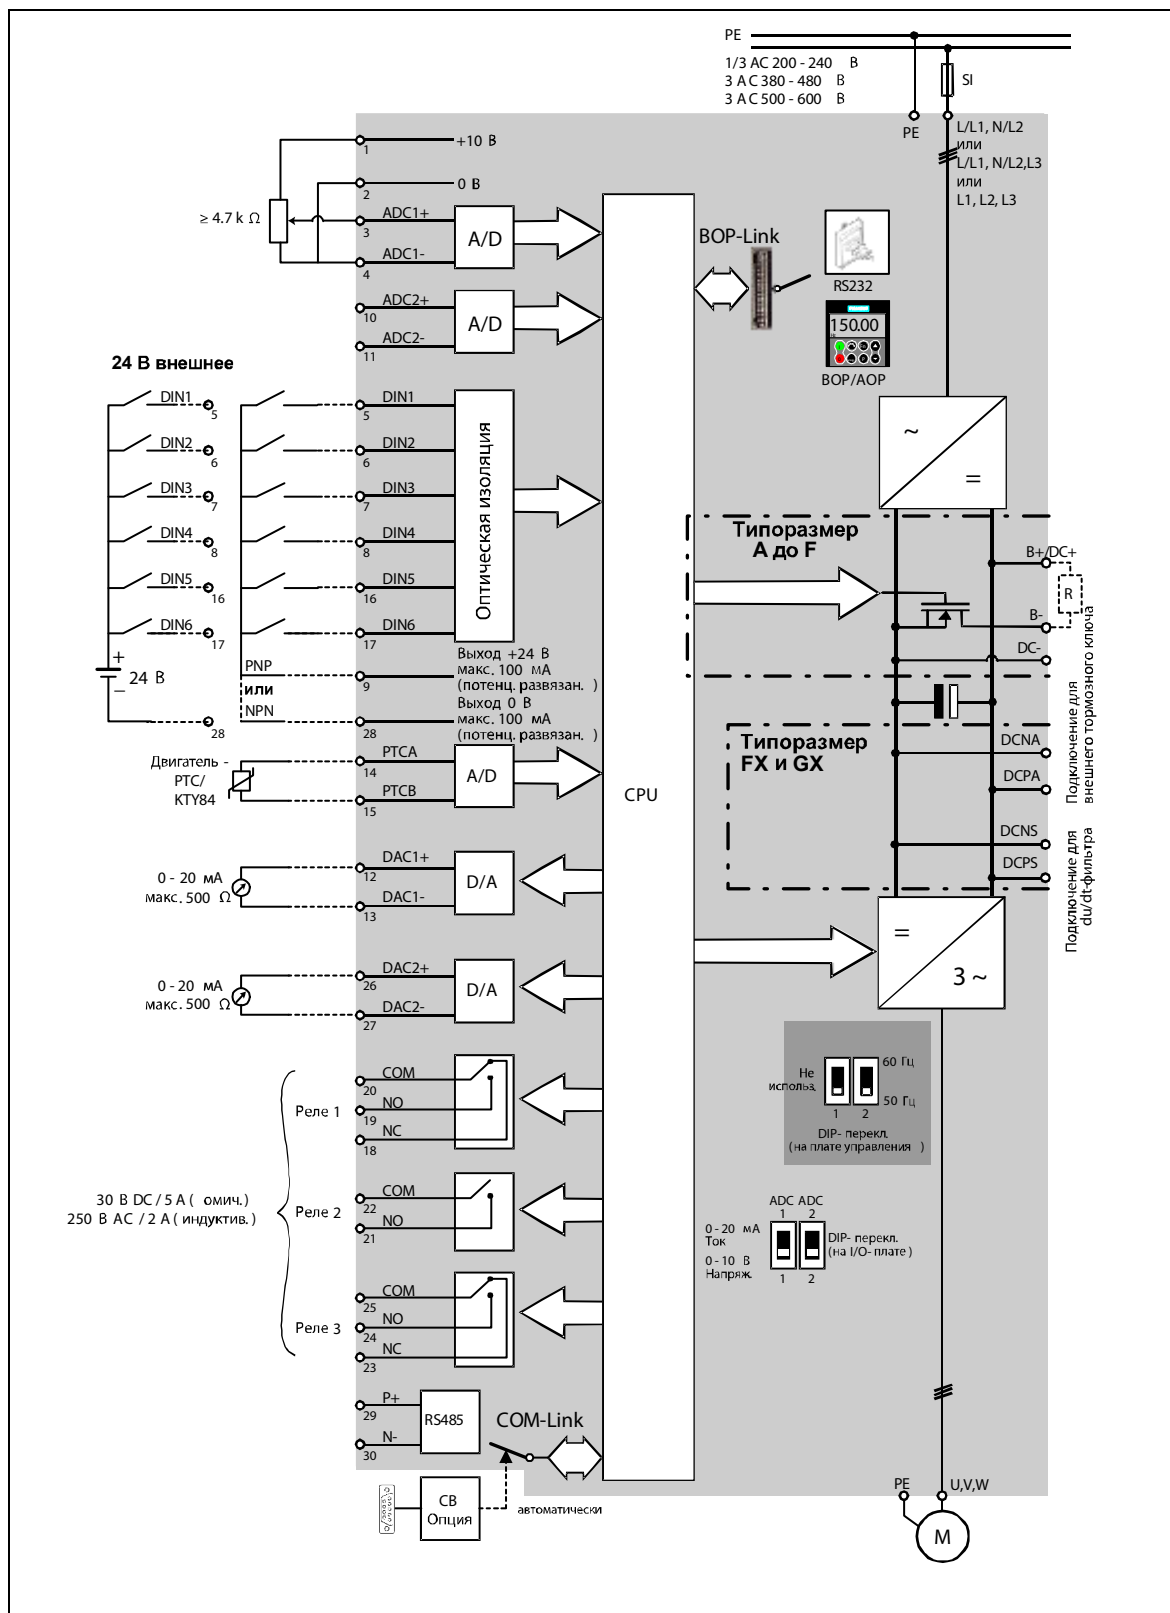 PE
1/3 AC 200 - 240 В
3 AC 380 - 480 В
3 AC 500 - 600 В
SI
PE
L/L1, N/L2
или
L/L1, N/L2,L3
или
L1, L2, L3
1
+10 В
2
0 В
≥ 4.7 k Ω
ADC1+
3
ADC1-
4
A/D
ADC2+
10
ADC2-
11
A/D
BOP-Link
RS232
150.00
BOP/AOP
24 В внешнее
DIN1
5
DIN2
6
DIN3
7
DIN4
8
DIN5
16
DIN6
17
+
24 В
−
28
DIN1
5
DIN2
6
DIN3
7
DIN4
8
DIN5
16
DIN6
17
Оптическая изоляция
PNP
или
NPN
9
Выход +24 В
макс. 100 мА
(потенц. развязан. )
28
Выход 0 В
макс. 100 мА
(потенц. развязан. )
Двигатель -
PTC/
KTY84
PTCA
14
PTCB
15
A/D
CPU
~
=
Типоразмер
A до F
B+/DC+
R
B-
DC-
Типоразмер
FX и GX
DCNA
DCPA
DCNS
DCPS
Подключение для
внешнего тормозного ключа
Подключение для
du/dt-фильтра
=
3 ~
0 - 20 мА
макс. 500 Ω
DAC1+
12
DAC1-
13
D/A
0 - 20 мА
макс. 500 Ω
DAC2+
26
DAC2-
27
D/A
30 В DC / 5 A ( омич.)
250 В AC / 2 A ( индуктив.)
Реле 1
COM
20
NO
19
NC
18
Реле 2
COM
22
NO
21
Реле 3
COM
25
NO
24
NC
23
Не
использ.
60 Гц
50 Гц
1 2
DIP- перекл.
( на плате управления )
ADC ADC
1 2
0 - 20 мА
Ток
0 - 10 В
Напряж.
1 2
DIP- перекл.
( на I/O- плате )
P+
29
N-
30
RS485
COM-Link
CB
Опция
автоматически
PE
U,V,W
M